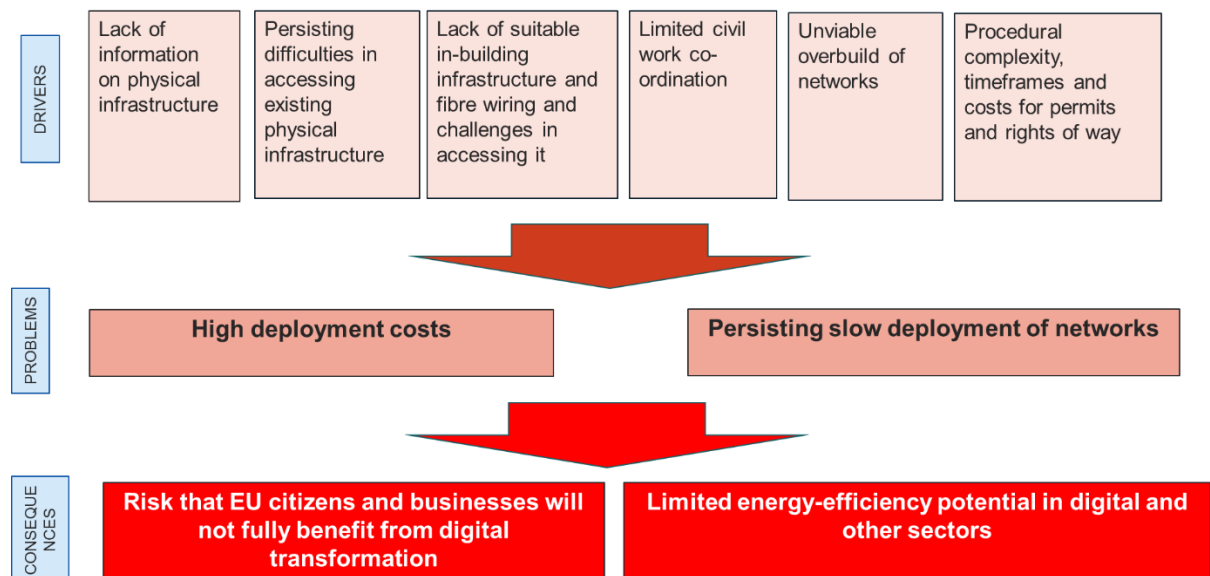 DRIVERS
Lack of
information
on physical
infrastructure
Persisting
difficulties in
accessing
existing
physical
infrastructure
Lack of suitable
in-building
infrastructure and
fibre wiring and
challenges in
accessing it
Limited civil
work co-
ordination
Unviable
overbuild of
networks
Procedural
complexity,
timeframes and
costs for permits
and rights of way
PROBLEMS
High deployment costs
Persisting slow deployment of networks
CONSEQUE
NCES
Risk that EU citizens and businesses will
not fully benefit from digital
transformation
Limited energy-efficiency potential in digital and
other sectors